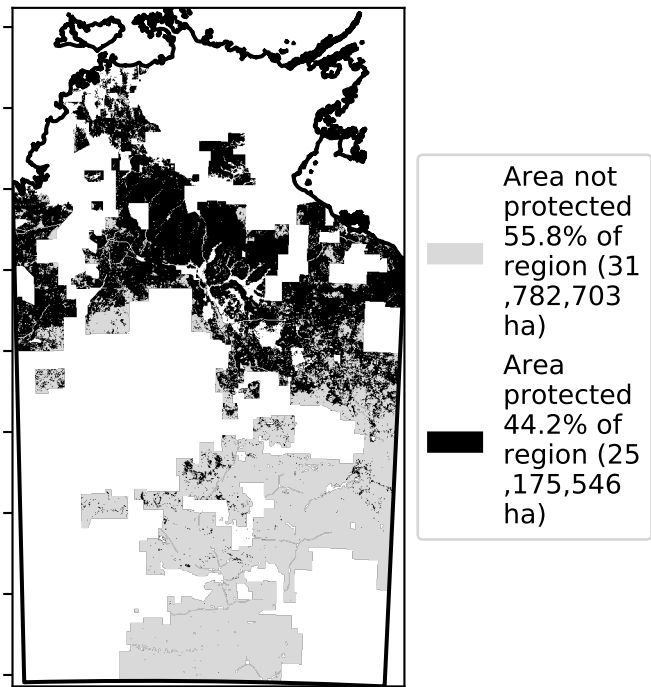 Area not
protected
55.8% of
region (31
,782,703
ha)
Area
protected
44.2% of
region (25
,175,546
ha)